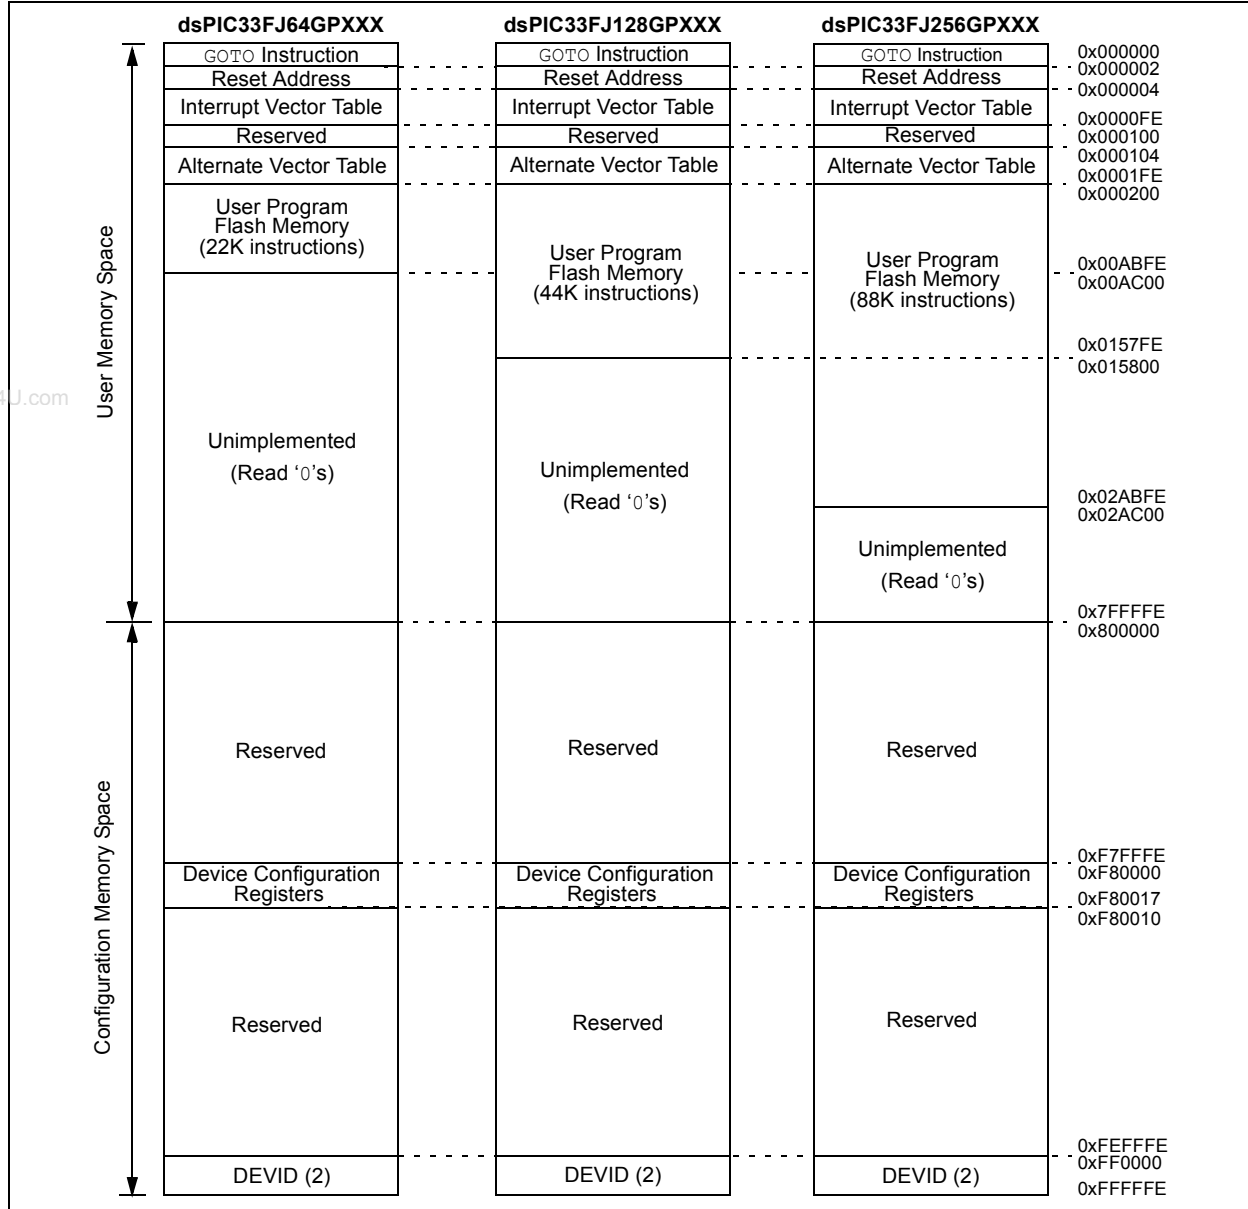 dsPIC33FJ64GPXXX
dsPIC33FJ128GPXXX
dsPIC33FJ256GPXXX
GOTO Instruction
GOTO Instruction
GOTO Instruction
0x000000
0x000002
Reset Address
Reset Address
Reset Address
0x000004
Interrupt Vector Table
Interrupt Vector Table
Interrupt Vector Table
0x0000FE
Reserved
Reserved
Reserved
0x000100
0x000104
Alternate Vector Table
Alternate Vector Table
Alternate Vector Table
0x0001FE
0x000200
User Program
Flash Memory
(22K instructions)
User Program
Flash Memory
(44K instructions)
User Program
Flash Memory
(88K instructions)
0x00ABFE
0x00AC00
0x0157FE
0x015800
User Memory Space
4U.com
Unimplemented
(Read ‘0’s)
Unimplemented
(Read ‘0’s)
0x02ABFE
0x02AC00
Unimplemented
(Read ‘0’s)
0x7FFFFE
0x800000
Reserved
Reserved
Reserved
Configuration Memory Space
0xF7FFFE
0xF80000
Device Configuration
Registers
Device Configuration
Registers
Device Configuration
Registers
0xF80017
0xF80010
Reserved
Reserved
Reserved
0xFEFFFE
0xFF0000
DEVID (2)
DEVID (2)
DEVID (2)
0xFFFFFE